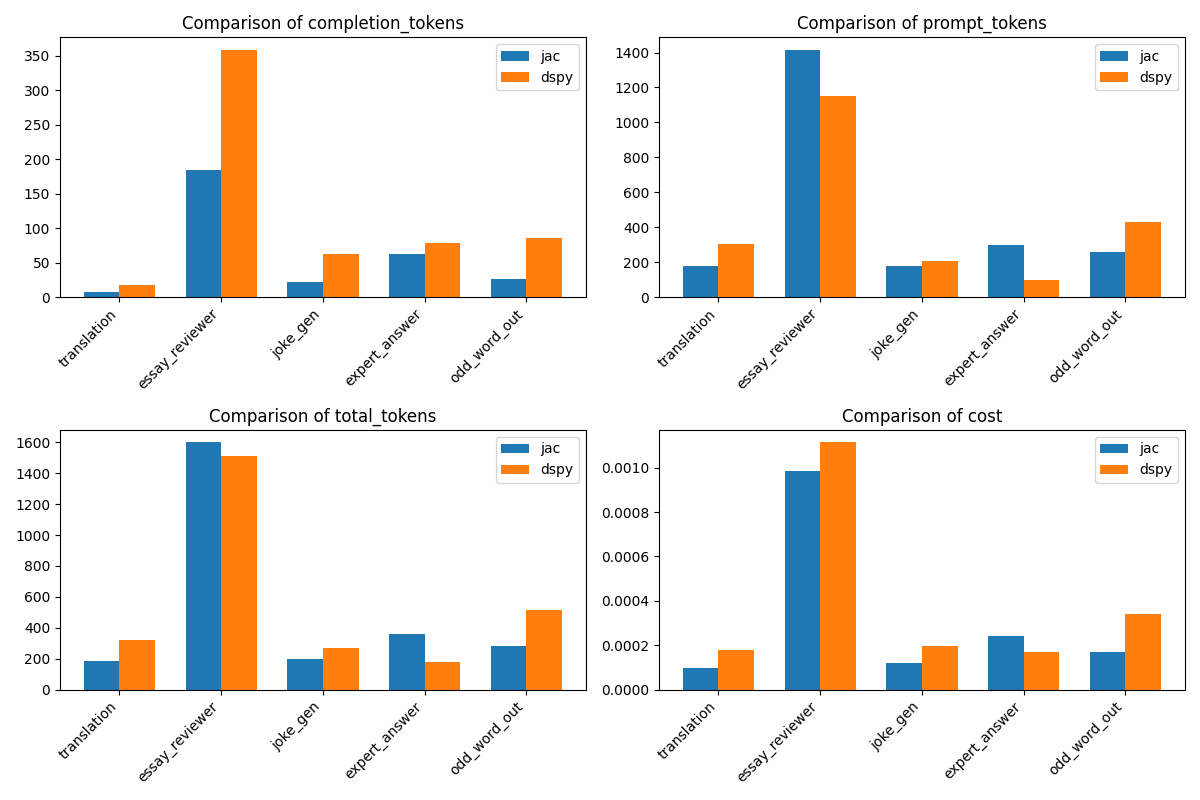 Comparison of completion_tokens
350
300
250
200
150
100
50
0
jac
dspy
translation
essay_reviewer
joke_gen
expert_answer
odd_word_out
Comparison of prompt_tokens
1400
1200
1000
800
600
400
200
0
jac
dspy
translation
essay_reviewer
joke_gen
expert_answer
odd_word_out
Comparison of total_tokens
1600
1400
1200
1000
800
600
400
200
0
jac
dspy
translation
essay_reviewer
joke_gen
expert_answer
odd_word_out
Comparison of cost
0.0010
0.0008
0.0006
0.0004
0.0002
0.0000
jac
dspy
translation
essay_reviewer
joke_gen
expert_answer
odd_word_out